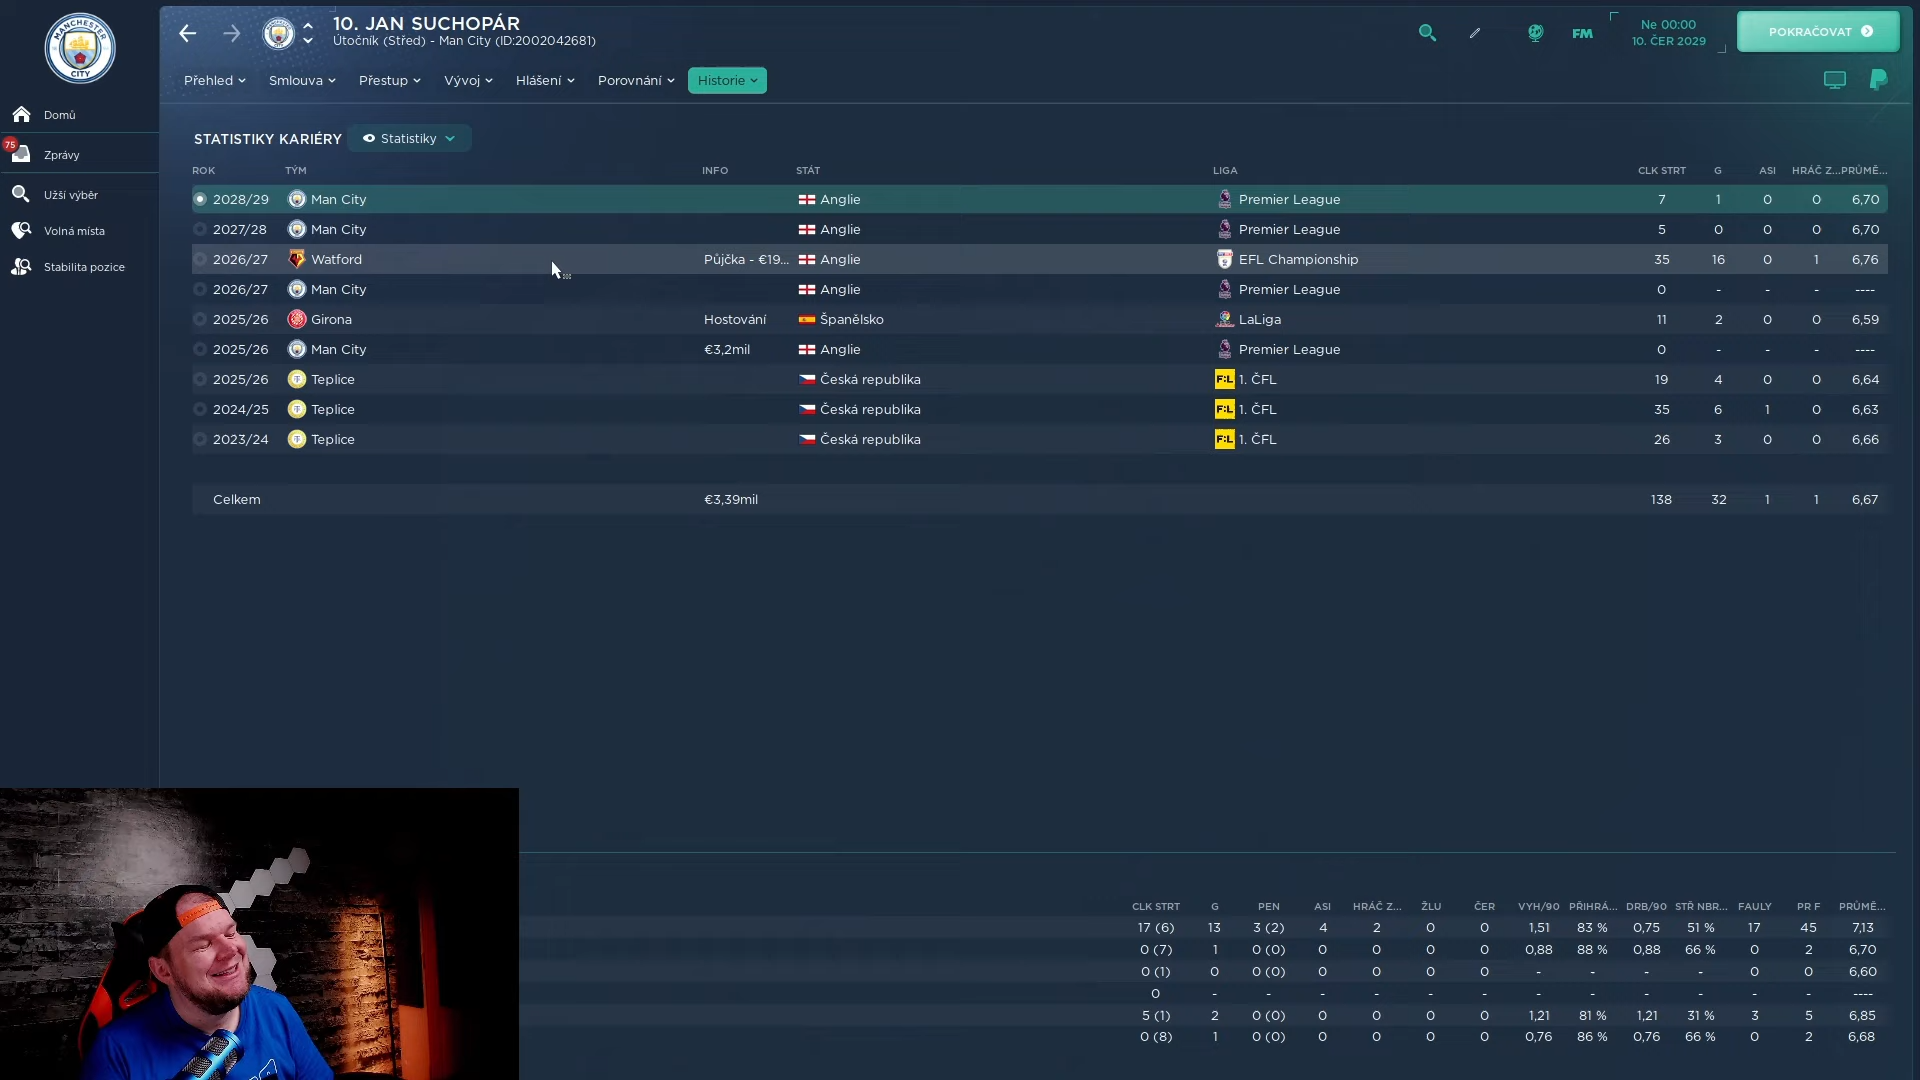 10. JAN SUCHOPÁR
Útočník (Střed) - Man City (ID:2002042681)
FM
Ne 00:00
10. ČER 2029
POKRAČOVAT
Přehled Smlouva Přestup Vývoj Hlášení Porovnání Historie
MANCHESTER
CITY
Domů
75
Zprávy
Užší výběr
Volná místa
Stabilita pozice
STATISTIKY KARIÉRY Statistiky
ROK TÝM INFO STÁT LIGA CLK STRT G ASI HRÁČ Z... PRŮMĚ...
2028/29 Man City Anglie Premier League 7 1 0 0 6,70
2027/28 Man City Anglie Premier League 5 0 0 0 6,70
2026/27 Watford Půjčka - €19... Anglie EFL Championship 35 16 0 1 6,76
2026/27 Man City Anglie Premier League 0 - - - ----
2025/26 Girona Hostování Španělsko LaLiga 11 2 0 0 6,59
2025/26 Man City €3,2mil Anglie Premier League 0 - - - ----
2025/26 Teplice Česká republika F:L 1. ČFL 19 4 0 0 6,64
2024/25 Teplice Česká republika F:L 1. ČFL 35 6 1 0 6,63
2023/24 Teplice Česká republika F:L 1. ČFL 26 3 0 0 6,66
Celkem €3,39mil 138 32 1 1 6,67
CLK STRT G PEN ASI HRÁČ Z... ŽLU ČER VYH/90 PŘIHRÁ... DRB/90 STŘ NBR... FAULY PR F PRŮMĚ...
17 (6) 13 3 (2) 4 2 0 0 1,51 83 % 0,75 51 % 17 45 7,13
0 (7) 1 0 (0) 0 0 0 0 0,88 88 % 0,88 66 % 0 2 6,70
0 (1) 0 0 (0) 0 0 0 0 - - - - 0 0 6,60
0 - - - - - - - - - - - - ----
5 (1) 2 0 (0) 0 0 0 0 1,21 81 % 1,21 31 % 3 5 6,85
0 (8) 1 0 (0) 0 0 0 0 0,76 86 % 0,76 66 % 0 2 6,68